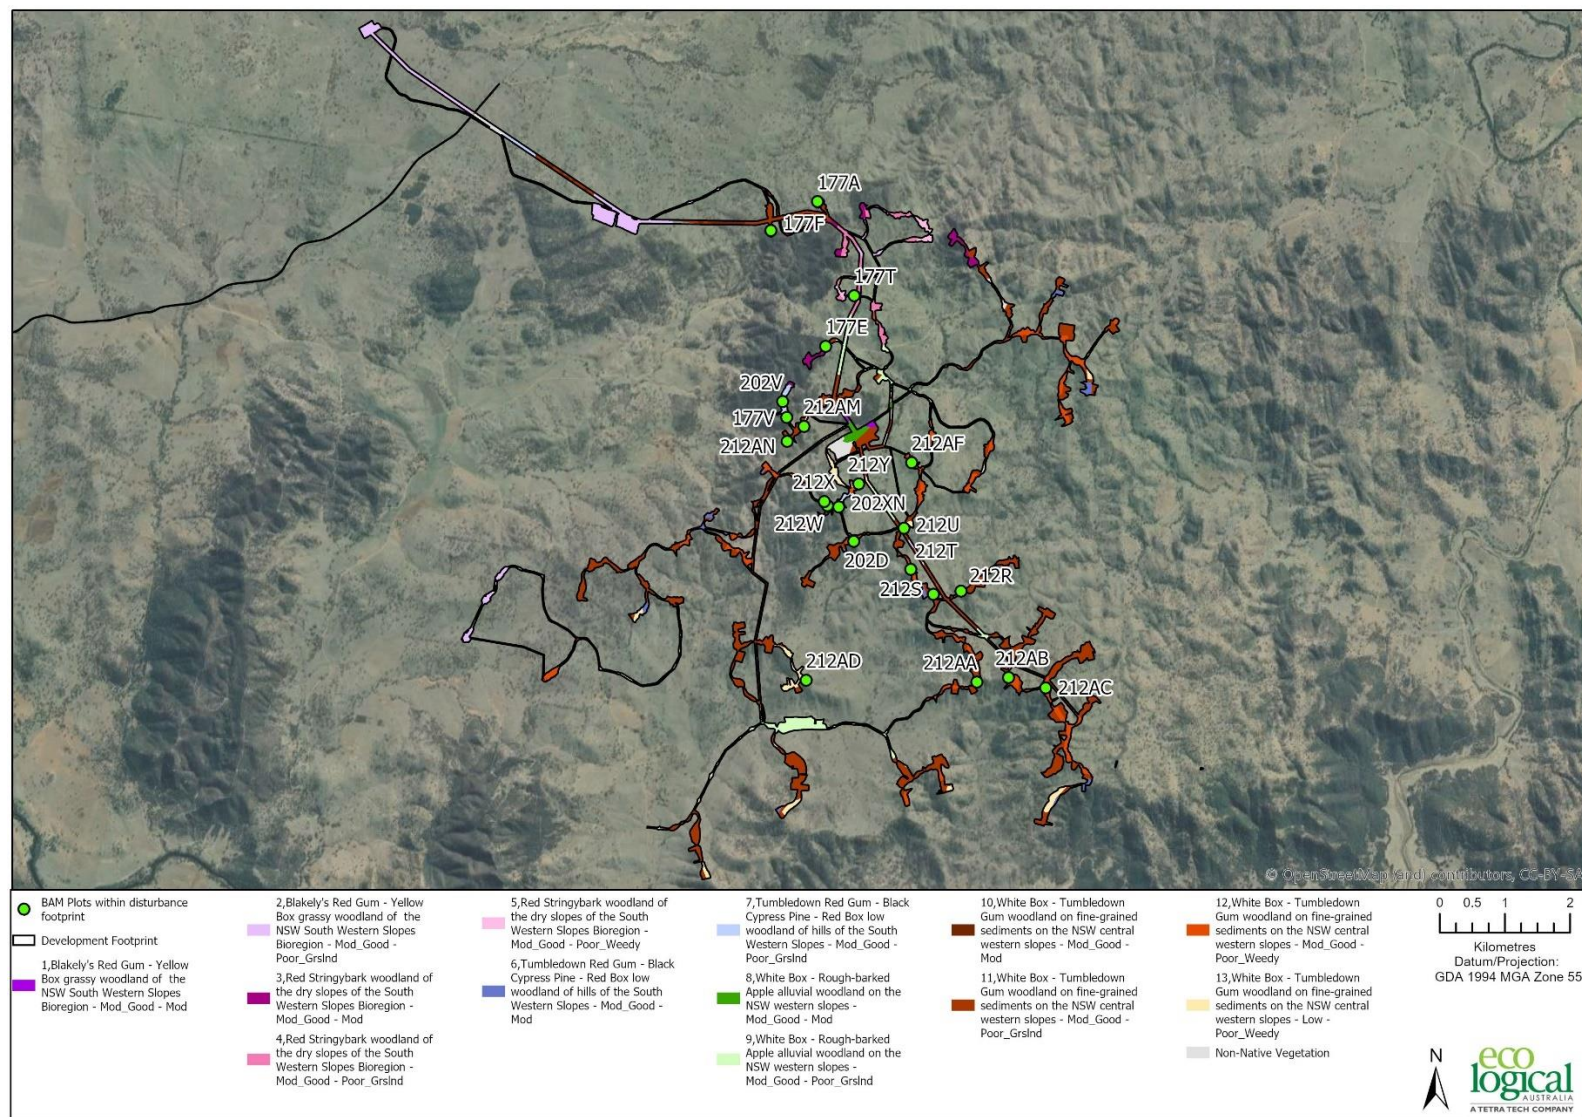 177A
177F
177T
177E
202V
177V
212AM
212AN
212AF
212Y
212X
202XN
212W
212U
202D
212T
212S
212R
212AD
212AA
212AB
212AC
© OpenStreetMap (and) contributors, CC-BY-SA
BAM Plots within disturbance
footprint
Development Footprint
1,Blakely's Red Gum - Yellow
Box grassy woodland of the
NSW South Western Slopes
Bioregion - Mod_Good - Mod
2,Blakely's Red Gum - Yellow
Box grassy woodland of the
NSW South Western Slopes
Bioregion - Mod_Good -
Poor_Grslnd
3,Red Stringybark woodland of
the dry slopes of the South
Western Slopes Bioregion -
Mod_Good - Mod
4,Red Stringybark woodland of
the dry slopes of the South
Western Slopes Bioregion -
Mod_Good - Poor_Grslnd
5,Red Stringybark woodland of
the dry slopes of the South
Western Slopes Bioregion -
Mod_Good - Poor_Weedy
6,Tumbledown Red Gum - Black
Cypress Pine - Red Box low
woodland of hills of the South
Western Slopes - Mod_Good -
Mod
7,Tumbledown Red Gum - Black
Cypress Pine - Red Box low
woodland of hills of the South
Western Slopes - Mod_Good -
Poor_Grslnd
8,White Box - Rough-barked
Apple alluvial woodland on the
NSW western slopes -
Mod_Good - Mod
9,White Box - Rough-barked
Apple alluvial woodland on the
NSW western slopes -
Mod_Good - Poor_Grslnd
10,White Box - Tumbledown
Gum woodland on fine-grained
sediments on the NSW central
western slopes - Mod_Good -
Mod
11,White Box - Tumbledown
Gum woodland on fine-grained
sediments on the NSW central
western slopes - Mod_Good -
Poor_Grslnd
12,White Box - Tumbledown
Gum woodland on fine-grained
sediments on the NSW central
western slopes - Mod_Good -
Poor_Weedy
13,White Box - Tumbledown
Gum woodland on fine-grained
sediments on the NSW central
western slopes - Low -
Poor_Weedy
Non-Native Vegetation
0 1 2
Kilometres
Datum/Projection:
GDA 1994 MGA Zone 55
N
eco
logical
AUSTRALIA
A TETRA TECH COMPANY